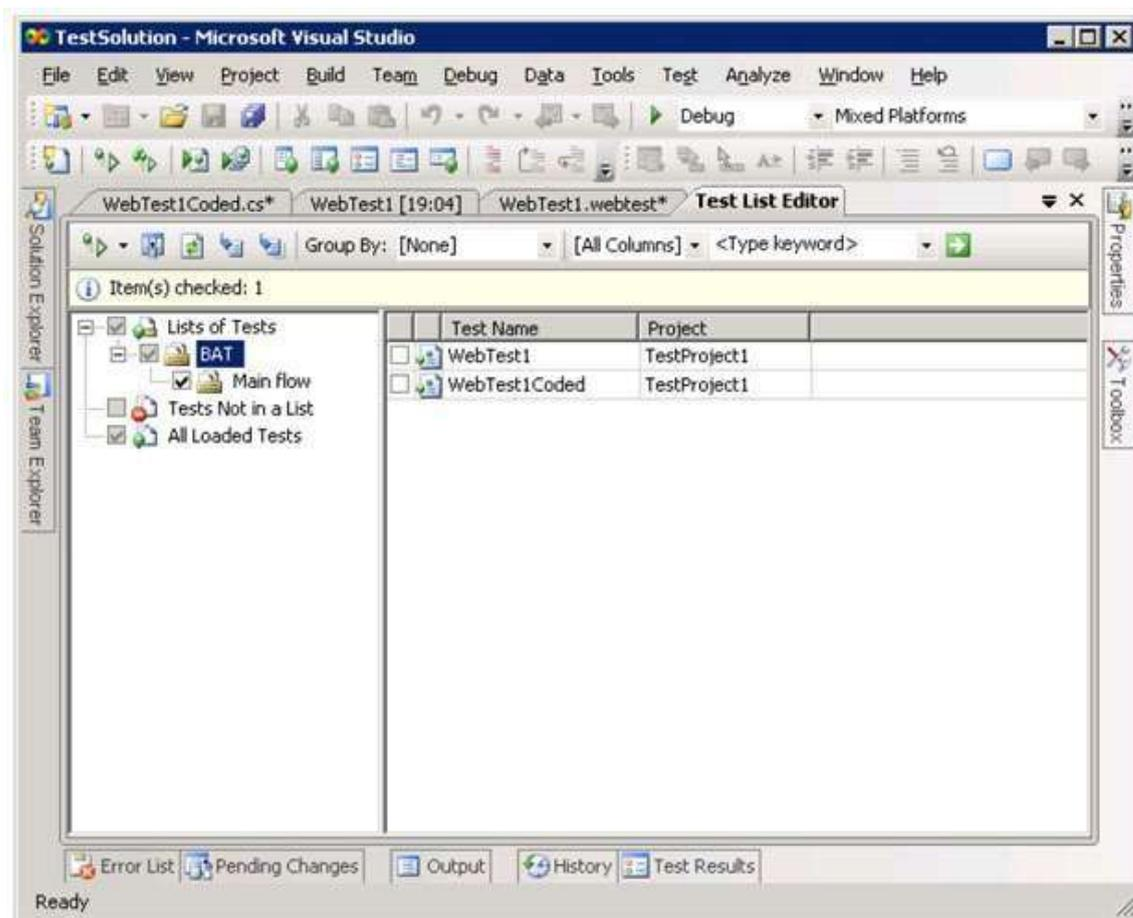 TestSolution - Microsoft Visual Studio
File Edit View Project Build Team Debug Data Tools Test Analyze Window Help
Debug Mixed Platforms
WebTest1Coded.cs* WebTest1 [19:04] WebTest1.webtest* Test List Editor
Group By: [None] [All Columns] <Type keyword>
Item(s) checked: 1
Lists of Tests
BAT
Main flow
Tests Not in a List
All Loaded Tests
Test Name Project
WebTest1 TestProject1
WebTest1Coded TestProject1
Solution Explorer
Team Explorer
Properties
Toolbox
Error List Pending Changes Output History Test Results
Ready